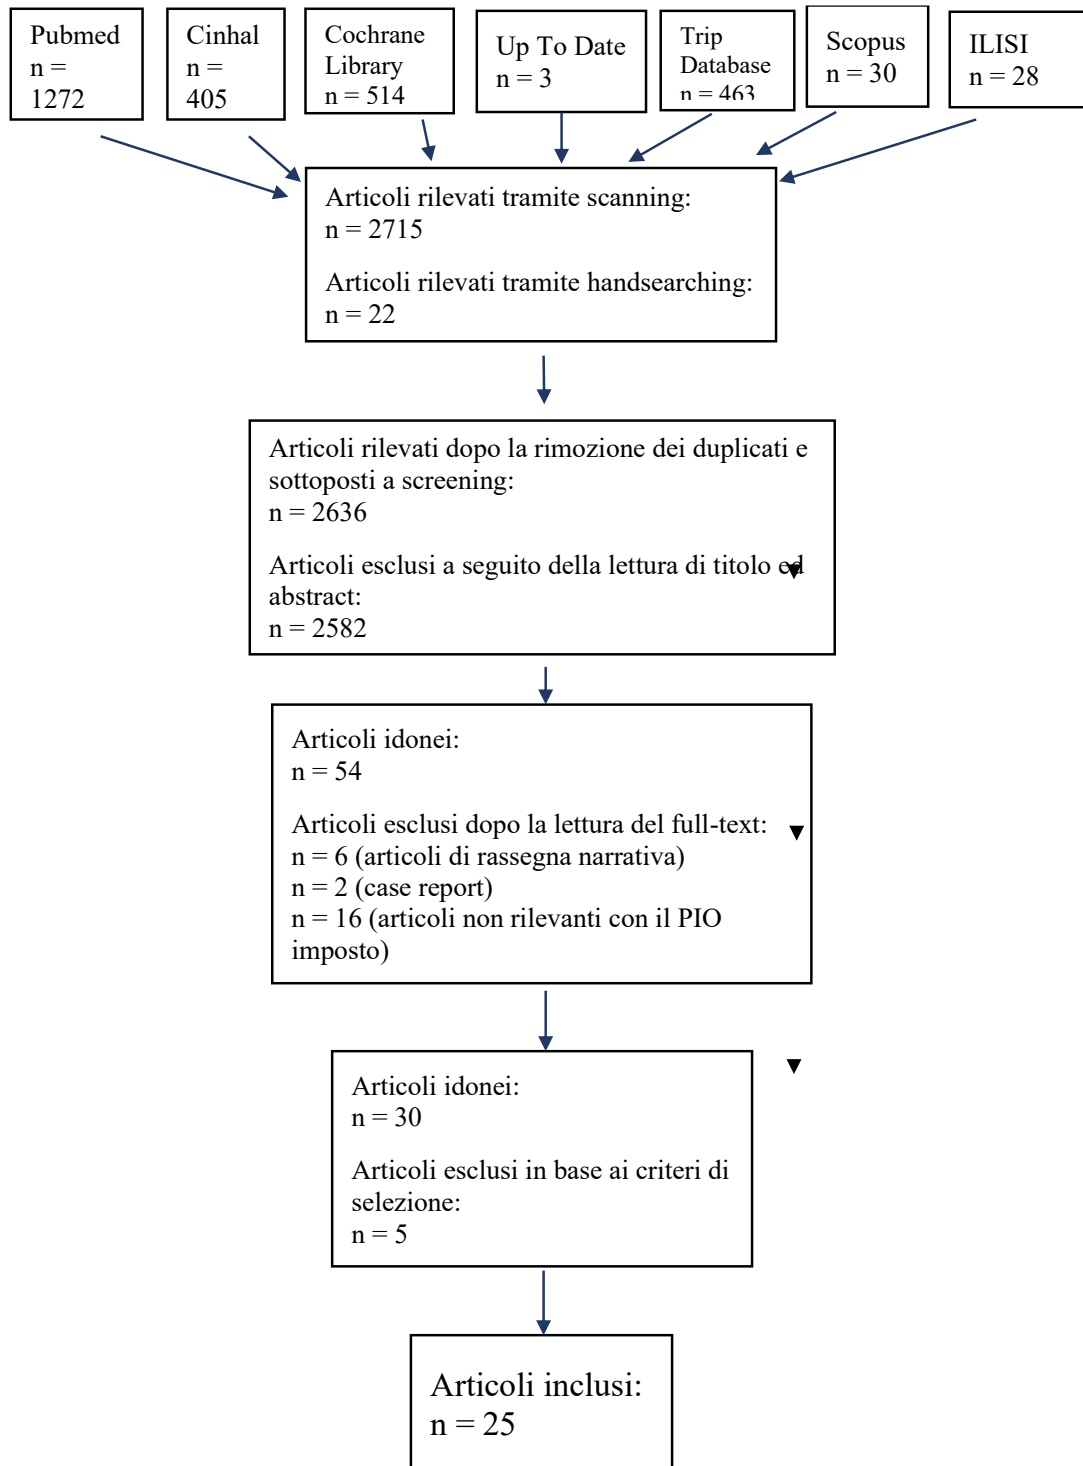 Pubmed
n =
1272
Cinhal
n =
405
Cochrane
Library
n = 514
Up To Date
n = 3
Trip
Database
n = 463
Scopus
n = 30
ILISI
n = 28
Articoli rilevati tramite scanning:
n = 2715
Articoli rilevati tramite handsearching:
n = 22
Articoli rilevati dopo la rimozione dei duplicati e
sottoposti a screening:
n = 2636
Articoli esclusi a seguito della lettura di titolo ed
abstract:
n = 2582
Articoli idonei:
n = 54
Articoli esclusi dopo la lettura del full-text:
n = 6 (articoli di rassegna narrativa)
n = 2 (case report)
n = 16 (articoli non rilevanti con il PIO
imposto)
Articoli idonei:
n = 30
Articoli esclusi in base ai criteri di
selezione:
n = 5
Articoli inclusi:
n = 25